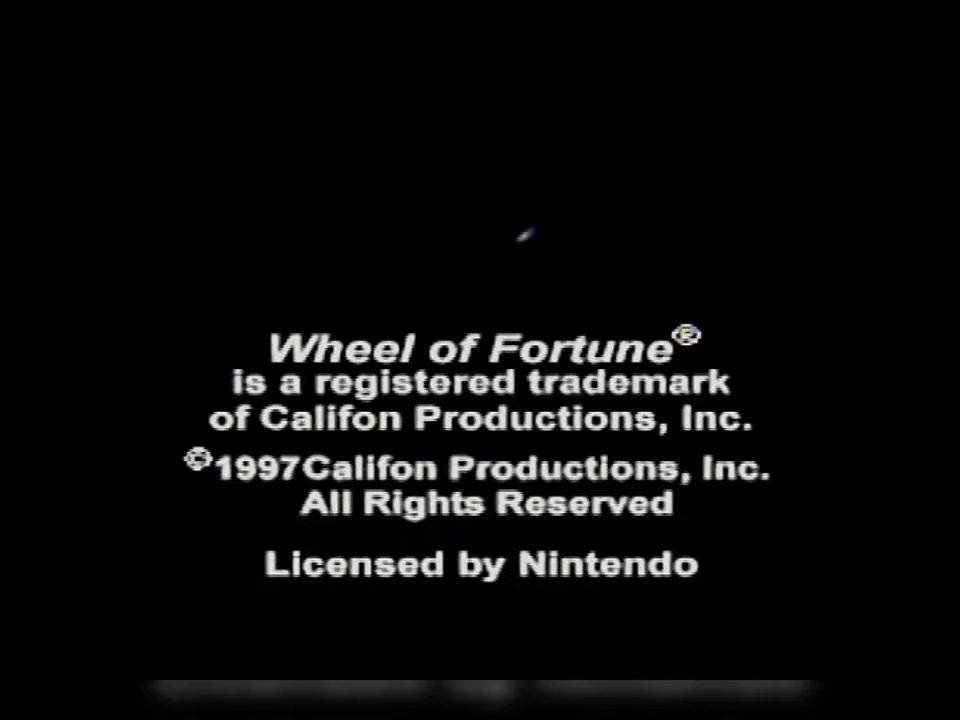 Wheel of Fortune®
is a registered trademark
of Califon Productions, Inc.
©1997Califon Productions, Inc.
All Rights Reserved
Licensed by Nintendo